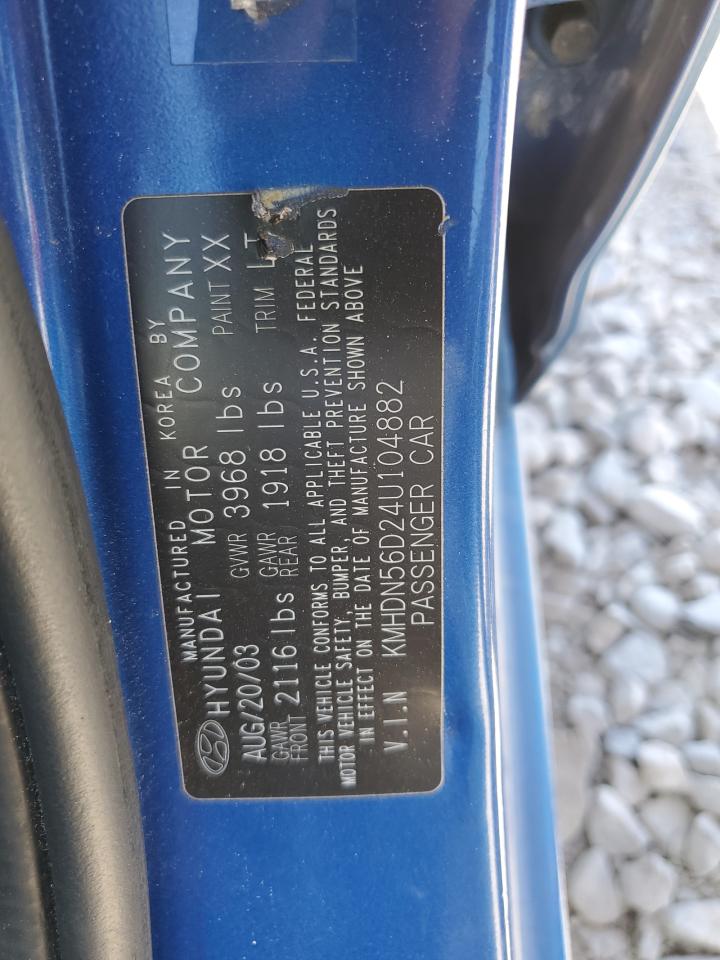 MANUFACTURED IN KOREA BY
HYUNDAI MOTOR COMPANY
AUG/20/03 GVWR 3968 lbs PAINT XX
GAWR FRONT 2116 lbs GAWR REAR 1918 lbs TRIM LT
THIS VEHICLE CONFORMS TO ALL APPLICABLE U.S.A. FEDERAL
MOTOR VEHICLE SAFETY, BUMPER, AND THEFT PREVENTION STANDARDS
IN EFFECT ON THE DATE OF MANUFACTURE SHOWN ABOVE
V.I.N KMHDN56D24U104882
PASSENGER CAR